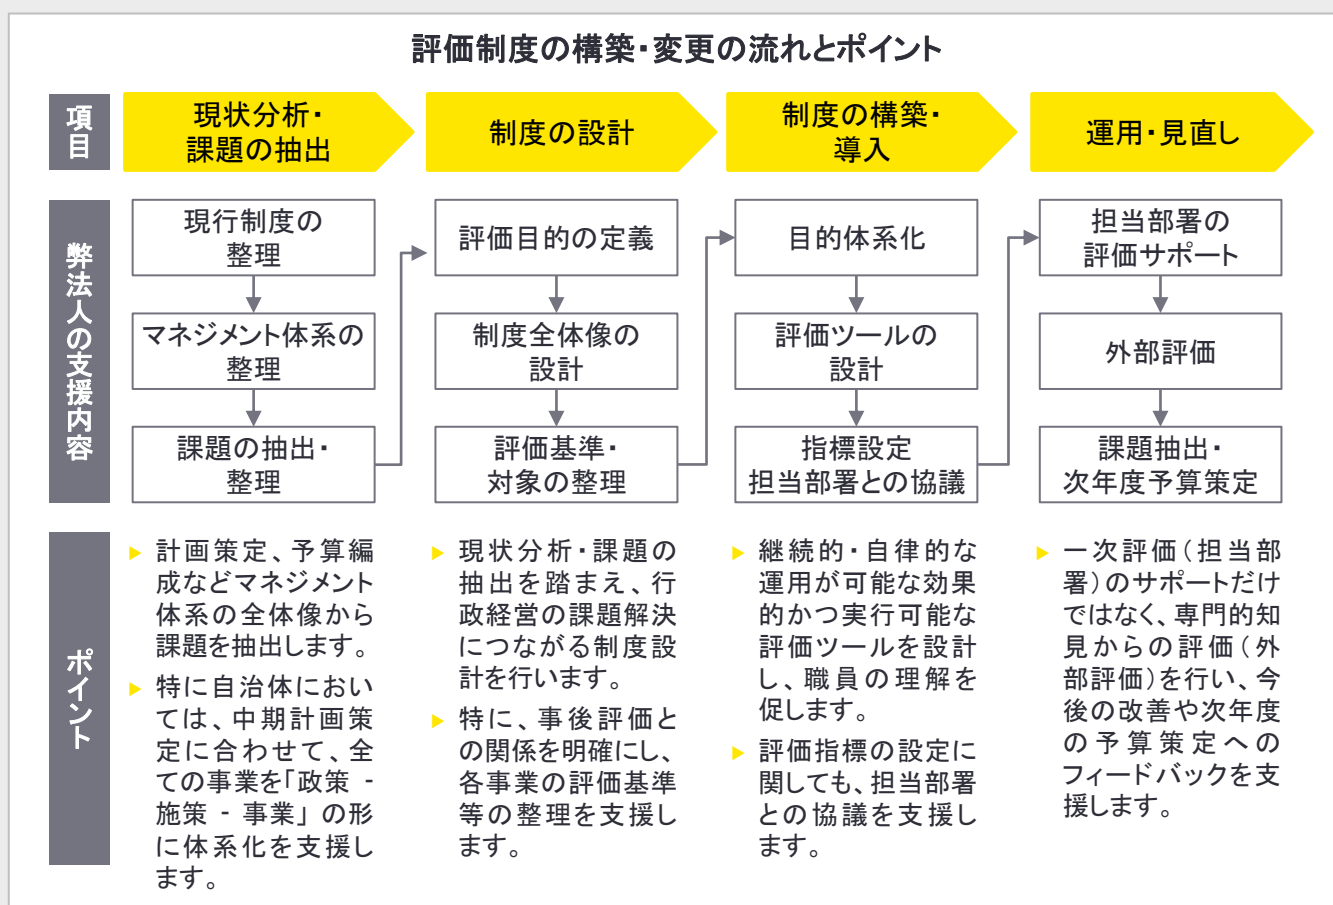 評価制度の構築・変更の流れとポイント
項目
現状分析・
課題の抽出
制度の設計
制度の構築・
導入
運用・見直し
弊法人の支援内容
現行制度の
整理
マネジメント体系の
整理
課題の抽出・
整理
評価目的の定義
制度全体像の
設計
評価基準・
対象の整理
目的体系化
評価ツールの
設計
指標設定
担当部署との協議
担当部署の
評価サポート
外部評価
課題抽出・
次年度予算策定
ポイント
計画策定、予算編
成などマネジメント
体系の全体像から
課題を抽出します。
特に自治体におい
ては、中期計画策
定に合わせて、全
ての事業を「政策 -
施策 - 事業」の形
に体系化を支援し
ます。
現状分析・課題の
抽出を踏まえ、行
政経営の課題解決
につながる制度設
計を行います。
特に、事後評価と
の関係を明確にし、
各事業の評価基準
等の整理を支援し
ます。
継続的・自律的な
運用が可能な効果
的かつ実行可能な
評価ツールを設計
し、職員の理解を
促します。
評価指標の設定に
関しても、担当部署
との協議を支援し
ます。
一次評価(担当部
署)のサポートだけ
ではなく、専門的知
見からの評価(外
部評価)を行い、今
後の改善や次年度
の予算策定への
フィードバックを支
援します。